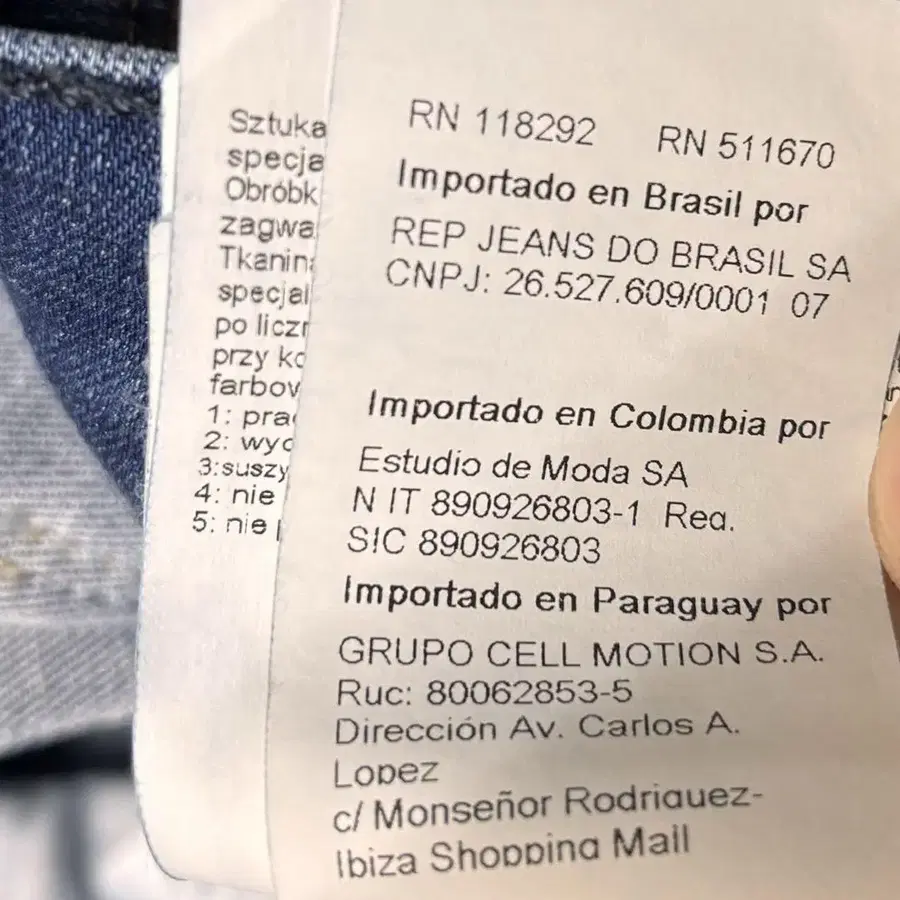 Sztuka
specja
Obróbk
zagwa
Tkanin
specjal
po liczn
przy ko
farbow
1: pra
2: wyc
3:suszy
4: nie
5: nie
RN 118292 RN 511670
Importado en Brasil por
REP JEANS DO BRASIL SA
CNPJ: 26.527.609/0001 07
Importado en Colombia por
Estudio de Moda SA
N IT 890926803-1 Reg.
SIC 890926803
Importado en Paraguay por
GRUPO CELL MOTION S.A.
Ruc: 80062853-5
Dirección Av. Carlos A.
Lopez
c/ Monseñor Rodriguez-
Ibiza Shopping Mall